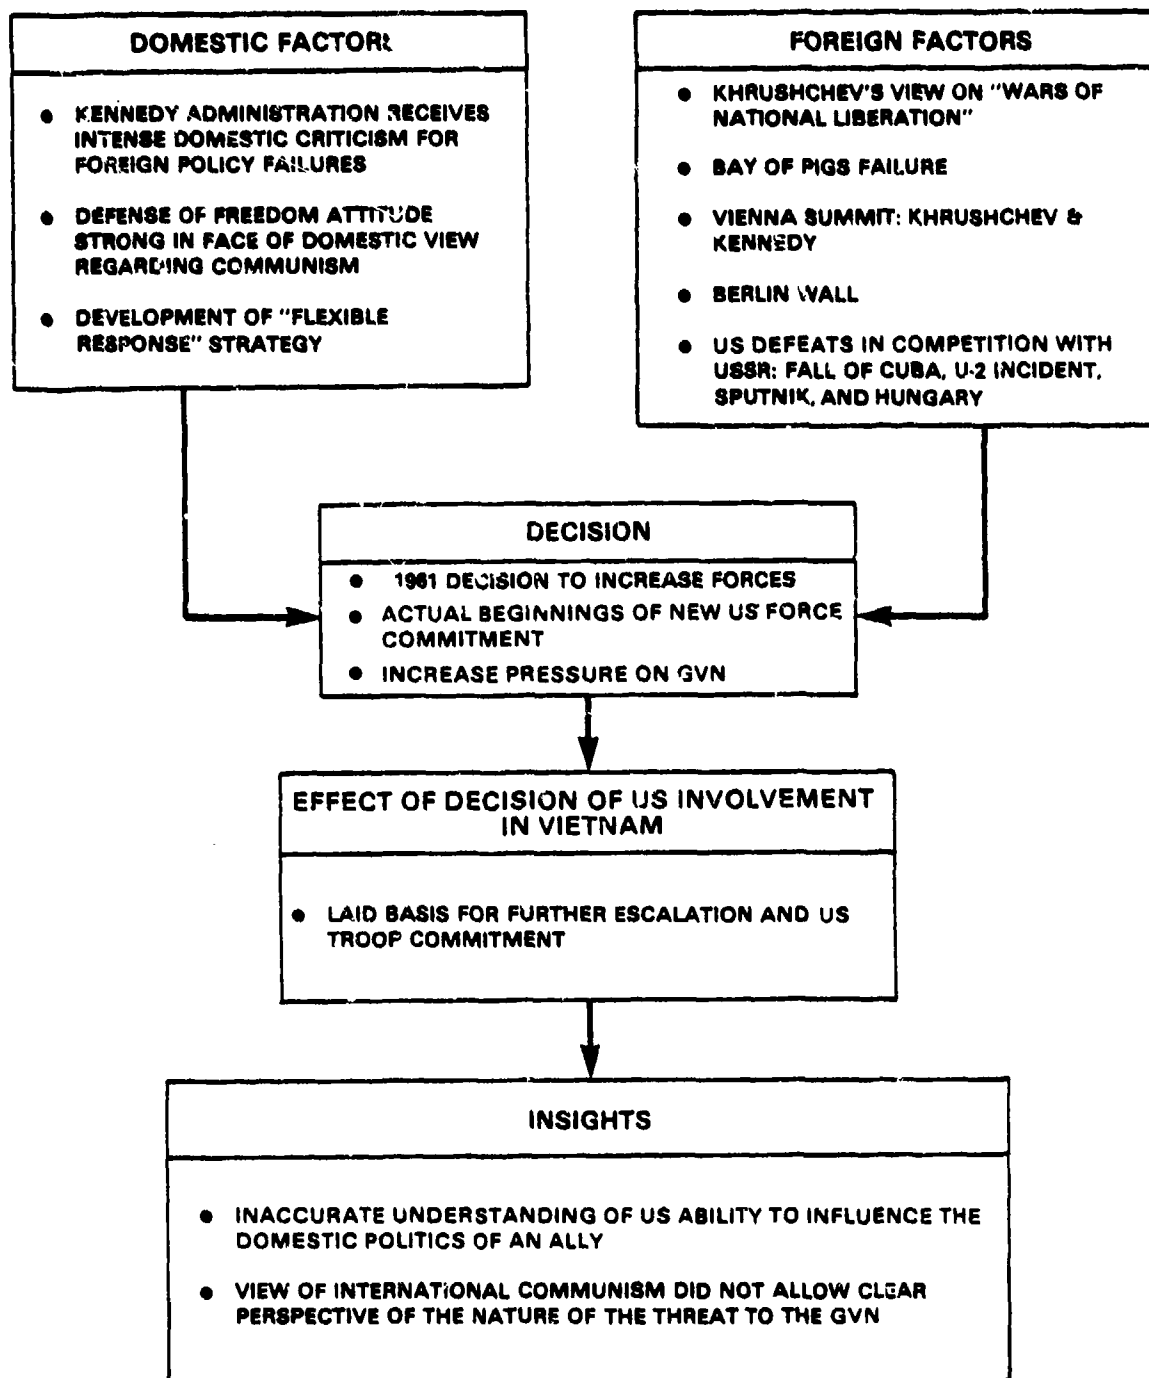 DOMESTIC FACTORS
● KENNEDY ADMINISTRATION RECEIVES
INTENSE DOMESTIC CRITICISM FOR
FOREIGN POLICY FAILURES
● DEFENSE OF FREEDOM ATTITUDE
STRONG IN FACE OF DOMESTIC VIEW
REGARDING COMMUNISM
● DEVELOPMENT OF "FLEXIBLE
RESPONSE" STRATEGY
FOREIGN FACTORS
● KHRUSHCHEV'S VIEW ON "WARS OF
NATIONAL LIBERATION"
● BAY OF PIGS FAILURE
● VIENNA SUMMIT: KHRUSHCHEV &
KENNEDY
● BERLIN WALL
● US DEFEATS IN COMPETITION WITH
USSR: FALL OF CUBA, U-2 INCIDENT,
SPUTNIK, AND HUNGARY
DECISION
● 1961 DECISION TO INCREASE FORCES
● ACTUAL BEGINNINGS OF NEW US FORCE
COMMITMENT
● INCREASE PRESSURE ON GVN
EFFECT OF DECISION OF US INVOLVEMENT
IN VIETNAM
● LAID BASIS FOR FURTHER ESCALATION AND US
TROOP COMMITMENT
INSIGHTS
● INACCURATE UNDERSTANDING OF US ABILITY TO INFLUENCE THE
DOMESTIC POLITICS OF AN ALLY
● VIEW OF INTERNATIONAL COMMUNISM DID NOT ALLOW CLEAR
PERSPECTIVE OF THE NATURE OF THE THREAT TO THE GVN